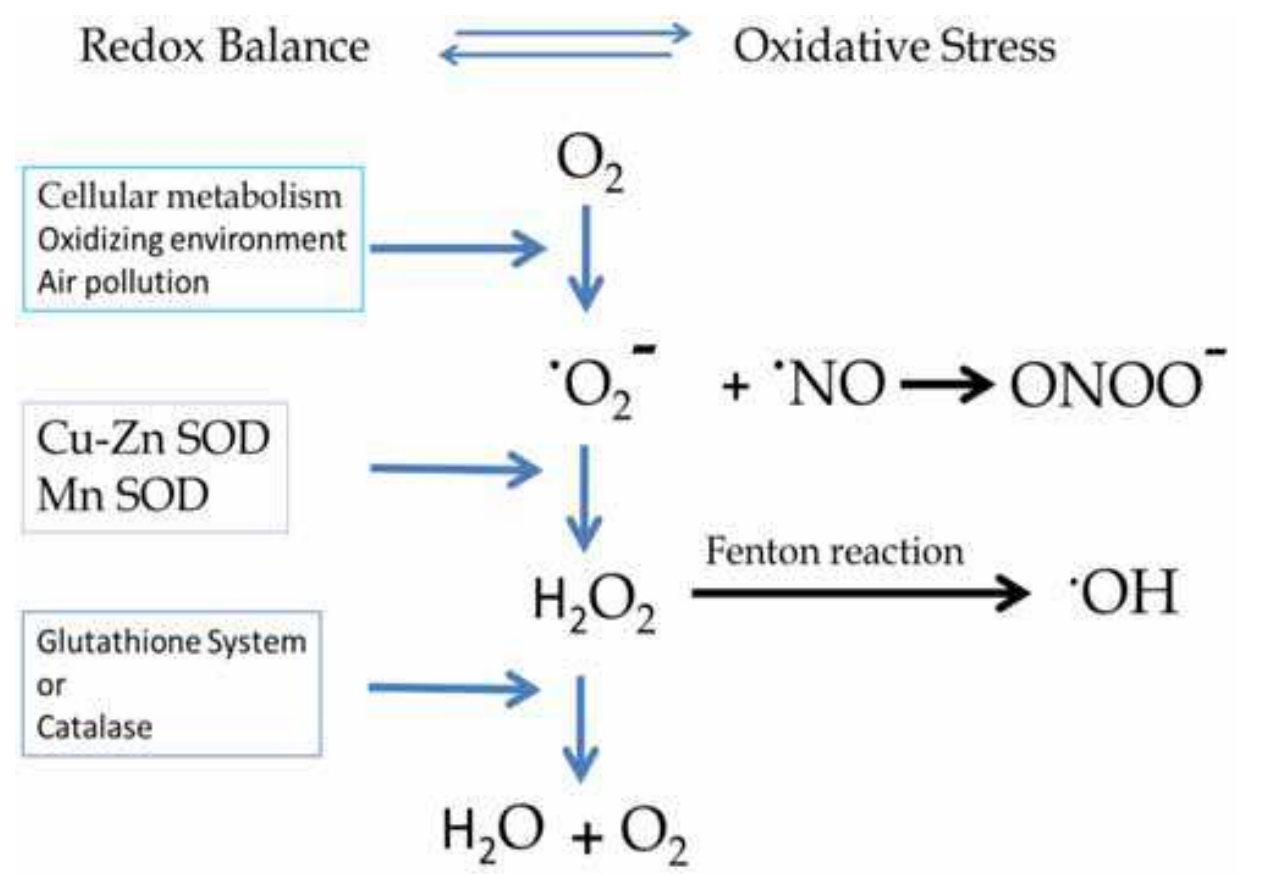 Redox Balance Oxidative Stress
O₂
Cellular metabolism
Oxidizing environment
Air pollution
˙O₂⁻ + ˙NO → ONOO⁻
Cu-Zn SOD
Mn SOD
Fenton reaction
H₂O₂ ˙OH
Glutathione System
or
Catalase
H₂O + O₂